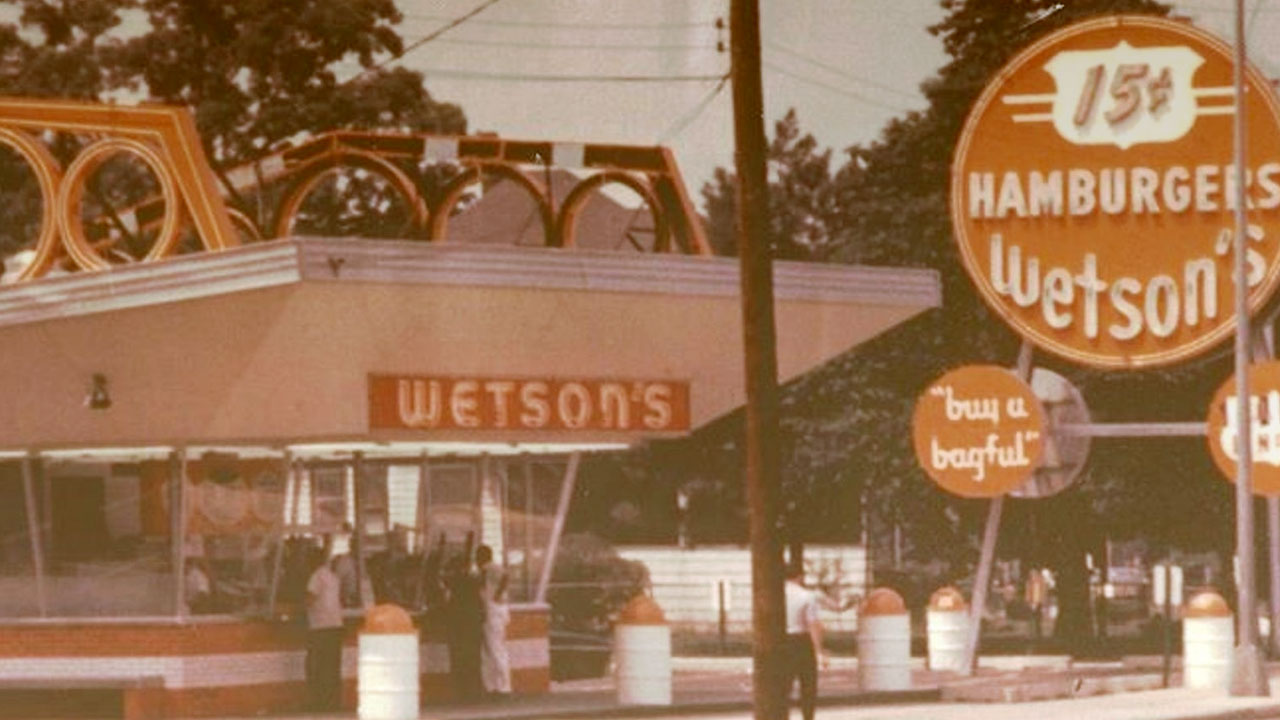 15¢
HAMBURGERS
Wetson's
WETSON'S
"buy a
bagful"